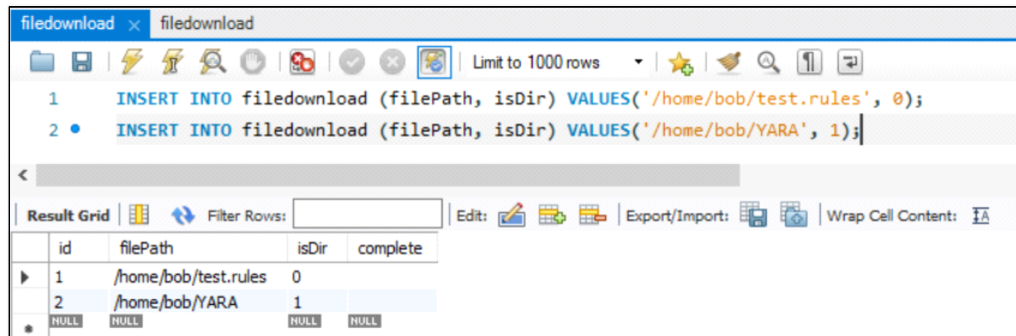 filedownload × filedownload
Limit to 1000 rows
1 INSERT INTO filedownload (filePath, isDir) VALUES('/home/bob/test.rules', 0);
2 INSERT INTO filedownload (filePath, isDir) VALUES('/home/bob/YARA', 1);
Result Grid Filter Rows: Edit: Export/Import: Wrap Cell Content: IA
id filePath isDir complete
1 /home/bob/test.rules 0
2 /home/bob/YARA 1
NULL NULL NULL NULL